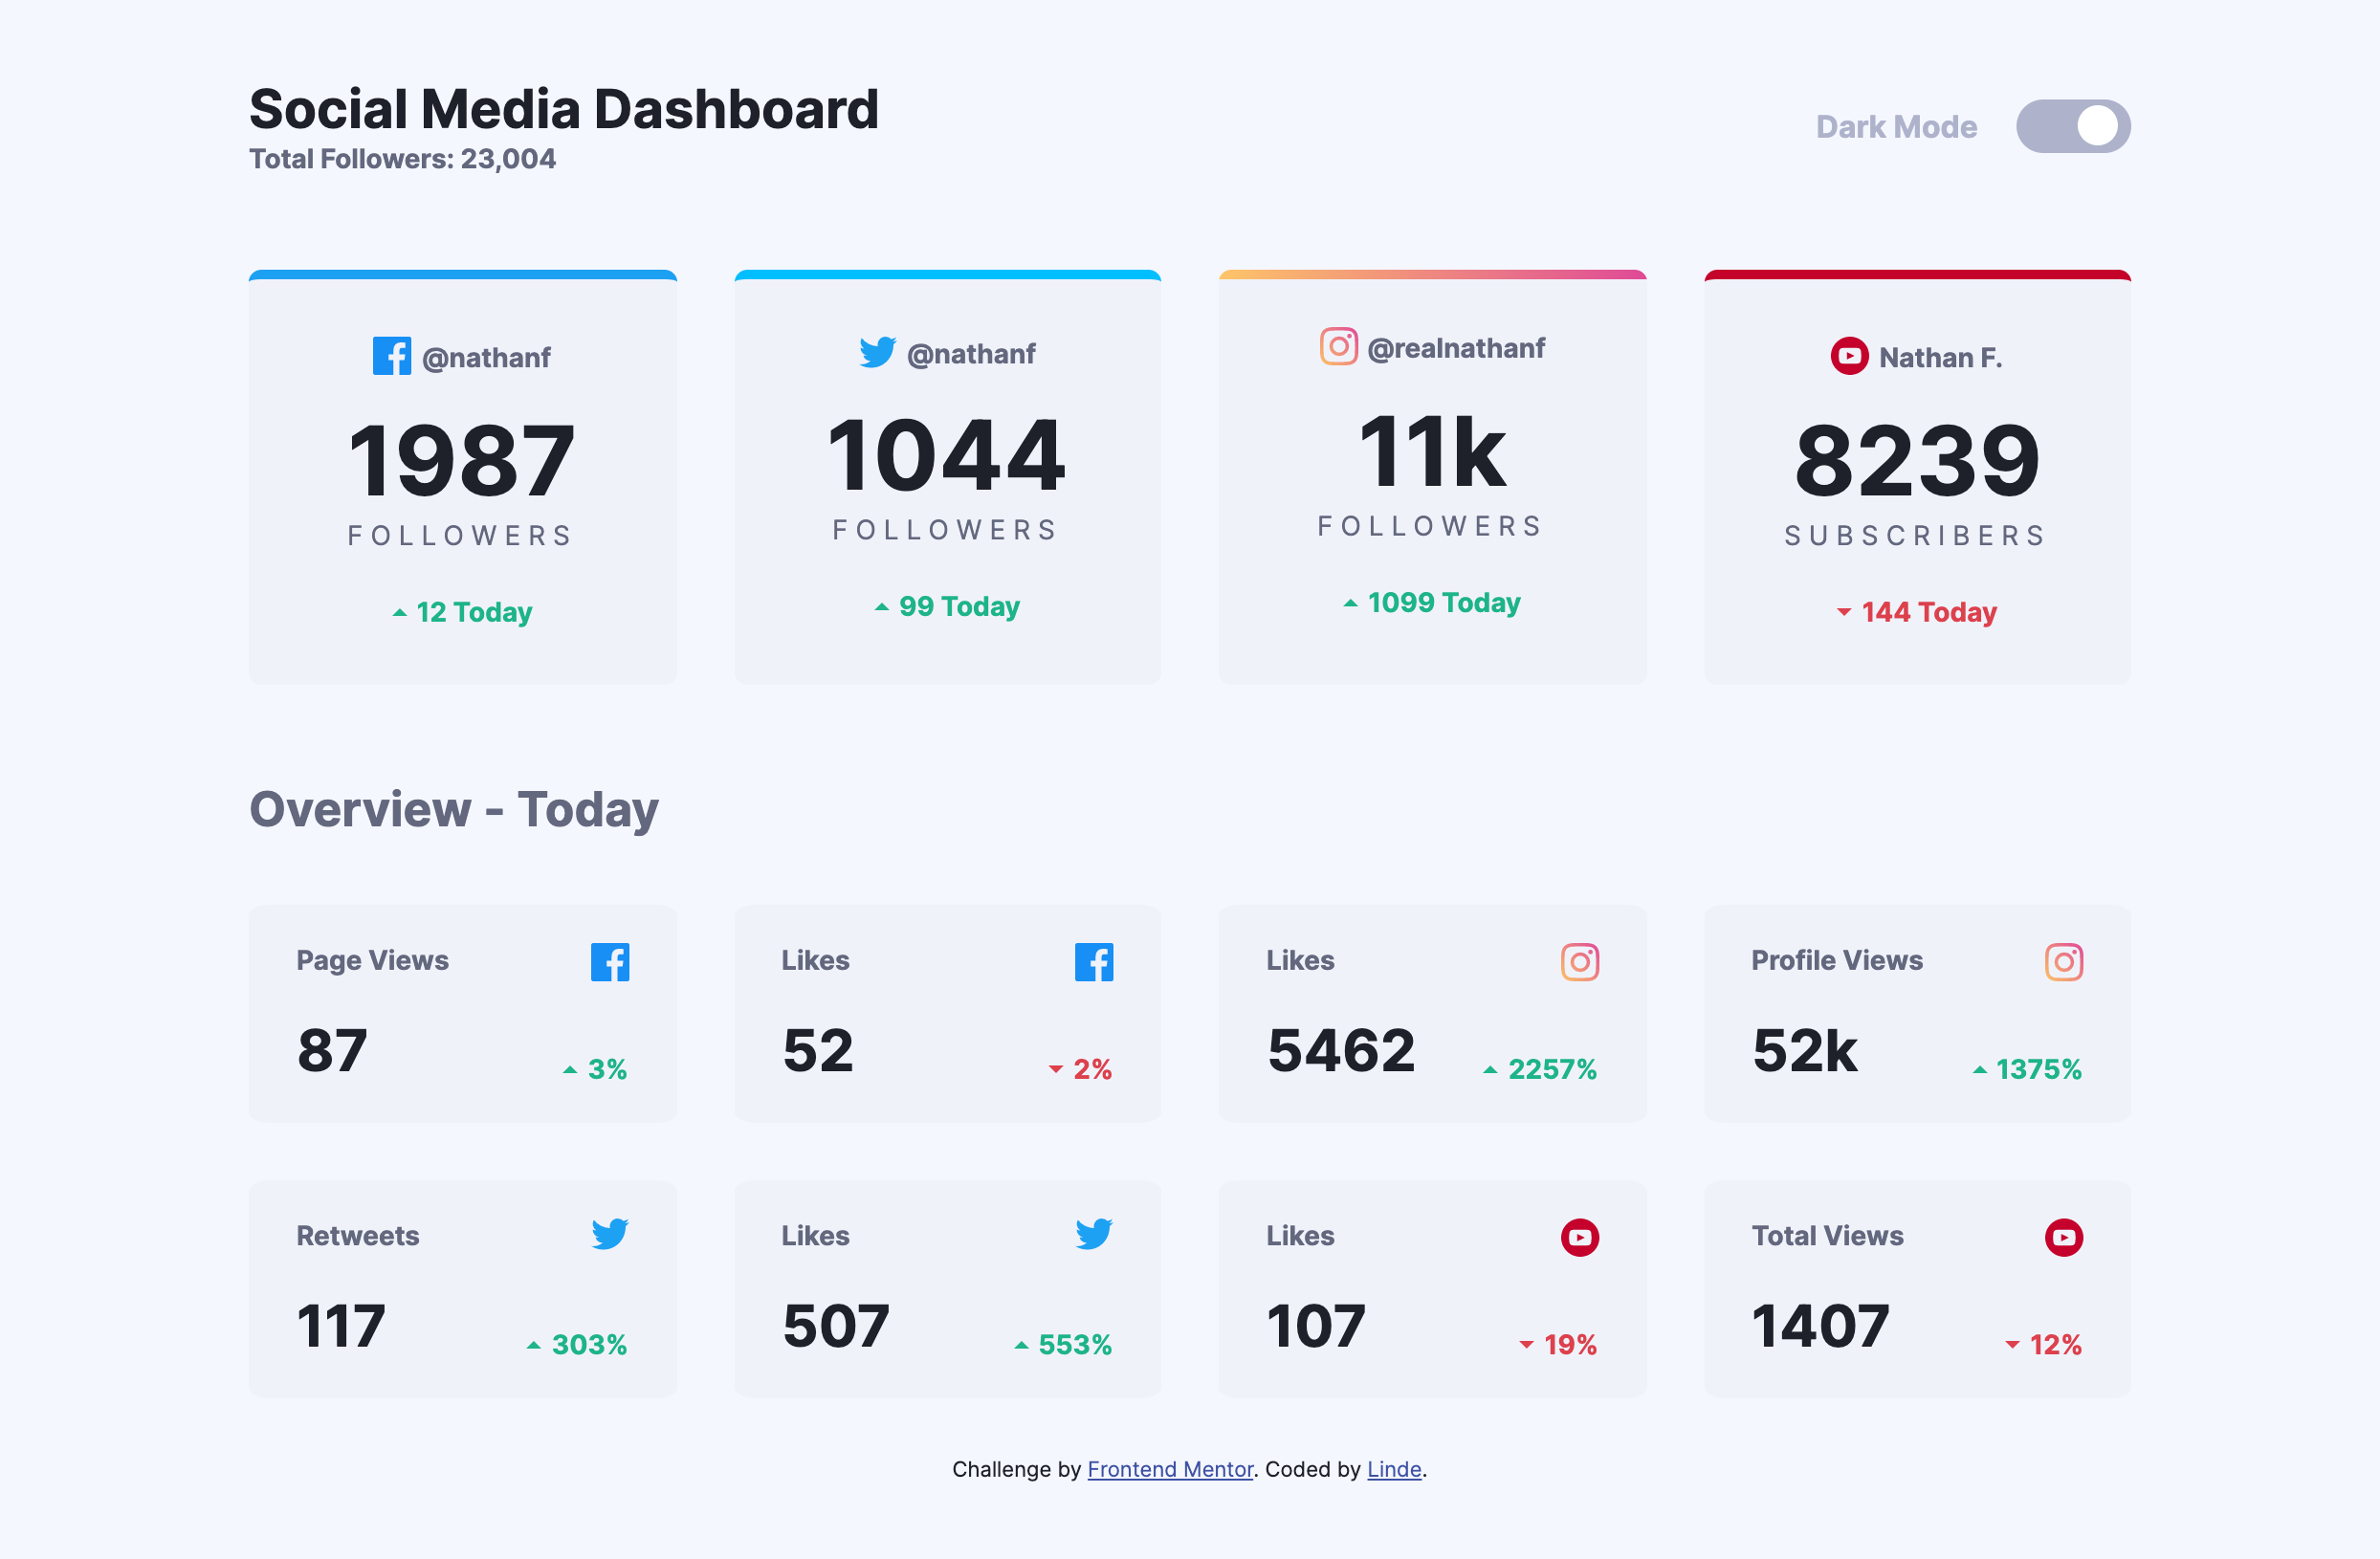 Social Media Dashboard
Total Followers: 23,004
Dark Mode
@nathanf
1987
FOLLOWERS
12 Today
@nathanf
1044
FOLLOWERS
99 Today
@realnathanf
11k
FOLLOWERS
1099 Today
Nathan F.
8239
SUBSCRIBERS
144 Today
Overview - Today
Page Views
87
3%
Likes
52
2%
Likes
5462
2257%
Profile Views
52k
1375%
Retweets
117
303%
Likes
507
553%
Likes
107
19%
Total Views
1407
12%
Challenge by Frontend Mentor. Coded by Linde.